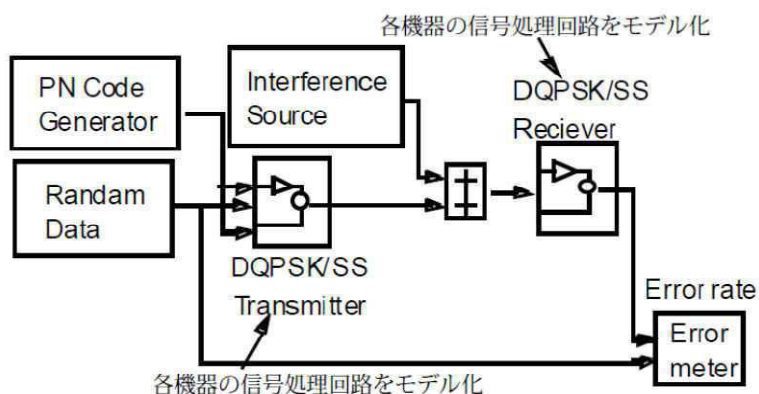 各機器の信号処理回路をモデル化
PN Code
Generator
Interference
Source
DQPSK/SS
Reciever
Randam
Data
DQPSK/SS
Transmitter
Error rate
Error
meter
各機器の信号処理回路をモデル化